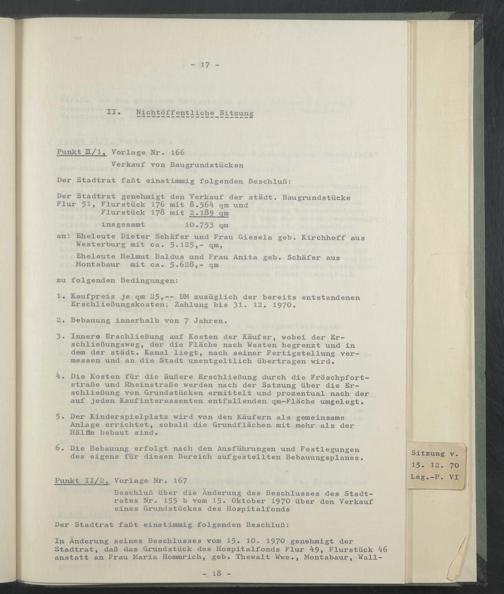 - 17 -
II. Nichtöffentliche Sitzung
Punkt II/1, Vorlage Nr. 166
Verkauf von Baugrundstücken
Der Stadtrat faßt einstimmig folgenden Beschluß:
Der Stadtrat genehmigt den Verkauf der städt. Baugrundstücke
Flur 51, Flurstück 176 mit 8.564 qm und
Flurstück 178 mit 2.189 qm
insgesamt 10.753 qm
an: Eheleute Dieter Schäfer und Frau Giesela geb. Kirchhoff aus
Westerburg mit ca. 5.125,- qm,
Eheleute Helmut Baldus und Frau Anita geb. Schäfer aus
Montabaur mit ca. 5.628,- qm
zu folgenden Bedingungen:
1. Kaufpreis je qm 25,-- DM zuzüglich der bereits entstandenen
Erschließungskosten; Zahlung bis 31. 12. 1970.
2. Bebauung innerhalb von 7 Jahren.
3. Innere Erschließung auf Kosten der Käufer, wobei der Er-
schließungsweg, der die Fläche nach Westen begrenzt und in
dem der städt. Kanal liegt, nach seiner Fertigstellung ver-
messen und an die Stadt unentgeltlich übertragen wird.
4. Die Kosten für die äußere Erschließung durch die Fröschpfort-
straße und Rheinstraße werden nach der Satzung über die Er-
schließung von Grundstücken ermittelt und prozentual nach der
auf jeden Kaufinteressenten entfallenden qm-Fläche umgelegt.
5. Der Kinderspielplatz wird von den Käufern als gemeinsame
Anlage errichtet, sobald die Grundflächen mit mehr als der
Hälfte bebaut sind.
6. Die Bebauung erfolgt nach den Ausführungen und Festlegungen
des eigens für diesen Bereich aufgestellten Bebauungsplanes.
Punkt II/2, Vorlage Nr. 167
Beschluß über die Änderung des Beschlusses des Stadt-
rates Nr. 155 b vom 15. Oktober 1970 über den Verkauf
eines Grundstückes des Hospitalfonds
Der Stadtrat faßt einstimmig folgenden Beschluß:
In Änderung seines Beschlusses vom 15. 10. 1970 genehmigt der
Stadtrat, daß das Grundstück des Hospitalfonds Flur 49, Flurstück 46
anstatt an Frau Maria Hommrich, geb. Thewalt Wwe., Montabaur, Wall-
- 18 -
Sitzung v.
15. 12. 70
Leg.-P. VI